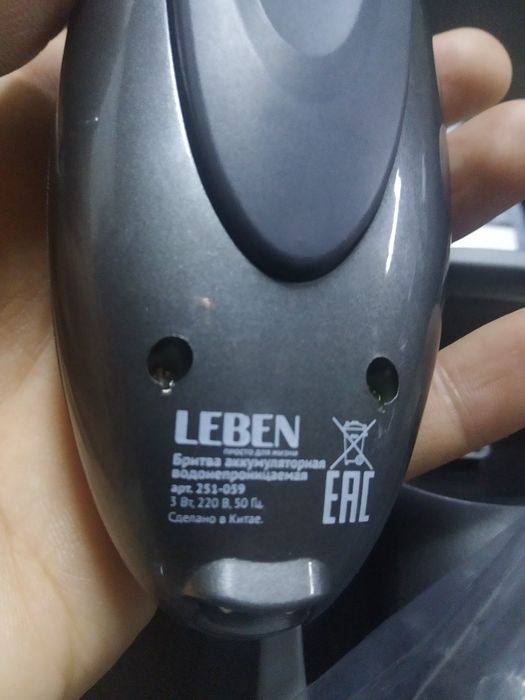 LEBEN
просто для жизни
Бритва аккумуляторная
водонепроницаемая
арт. 251-059
3 Вт, 220 В, 50 Гц.
Сделано в Китае.
EAC